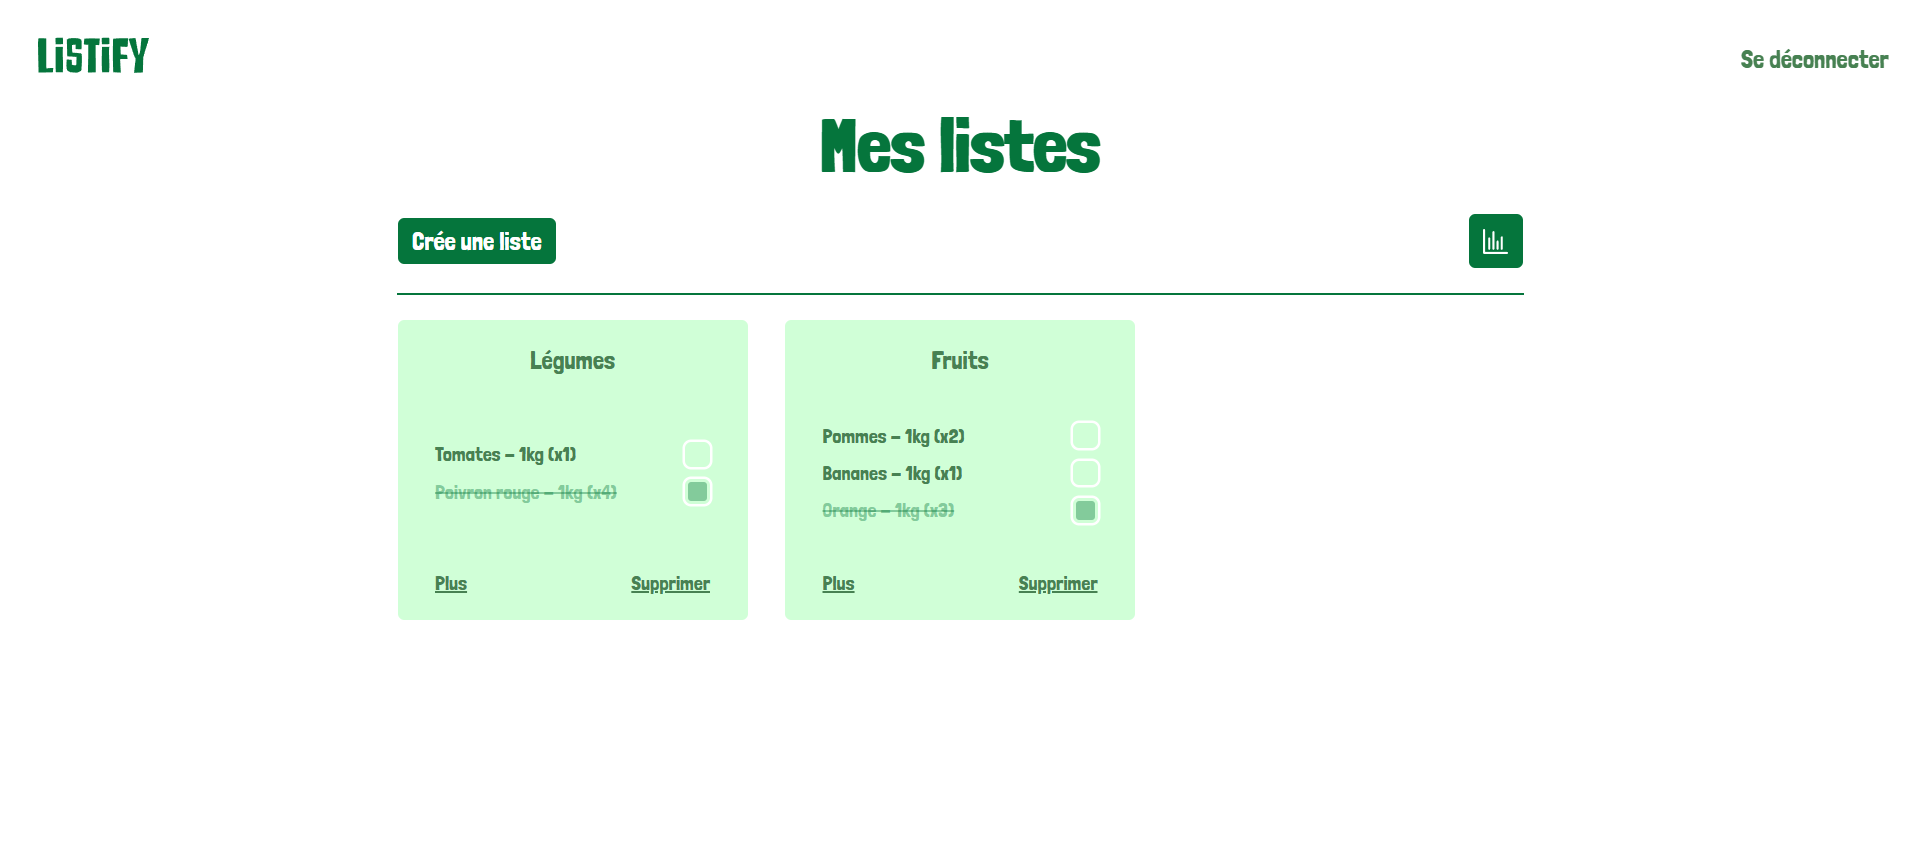 LiSTiFY
Se déconnecter
Mes listes
Crée une liste
Légumes
Tomates – 1kg (x1)
Poivron rouge – 1kg (x4)
Plus
Supprimer
Fruits
Pommes – 1kg (x2)
Bananes – 1kg (x1)
Orange – 1kg (x3)
Plus
Supprimer